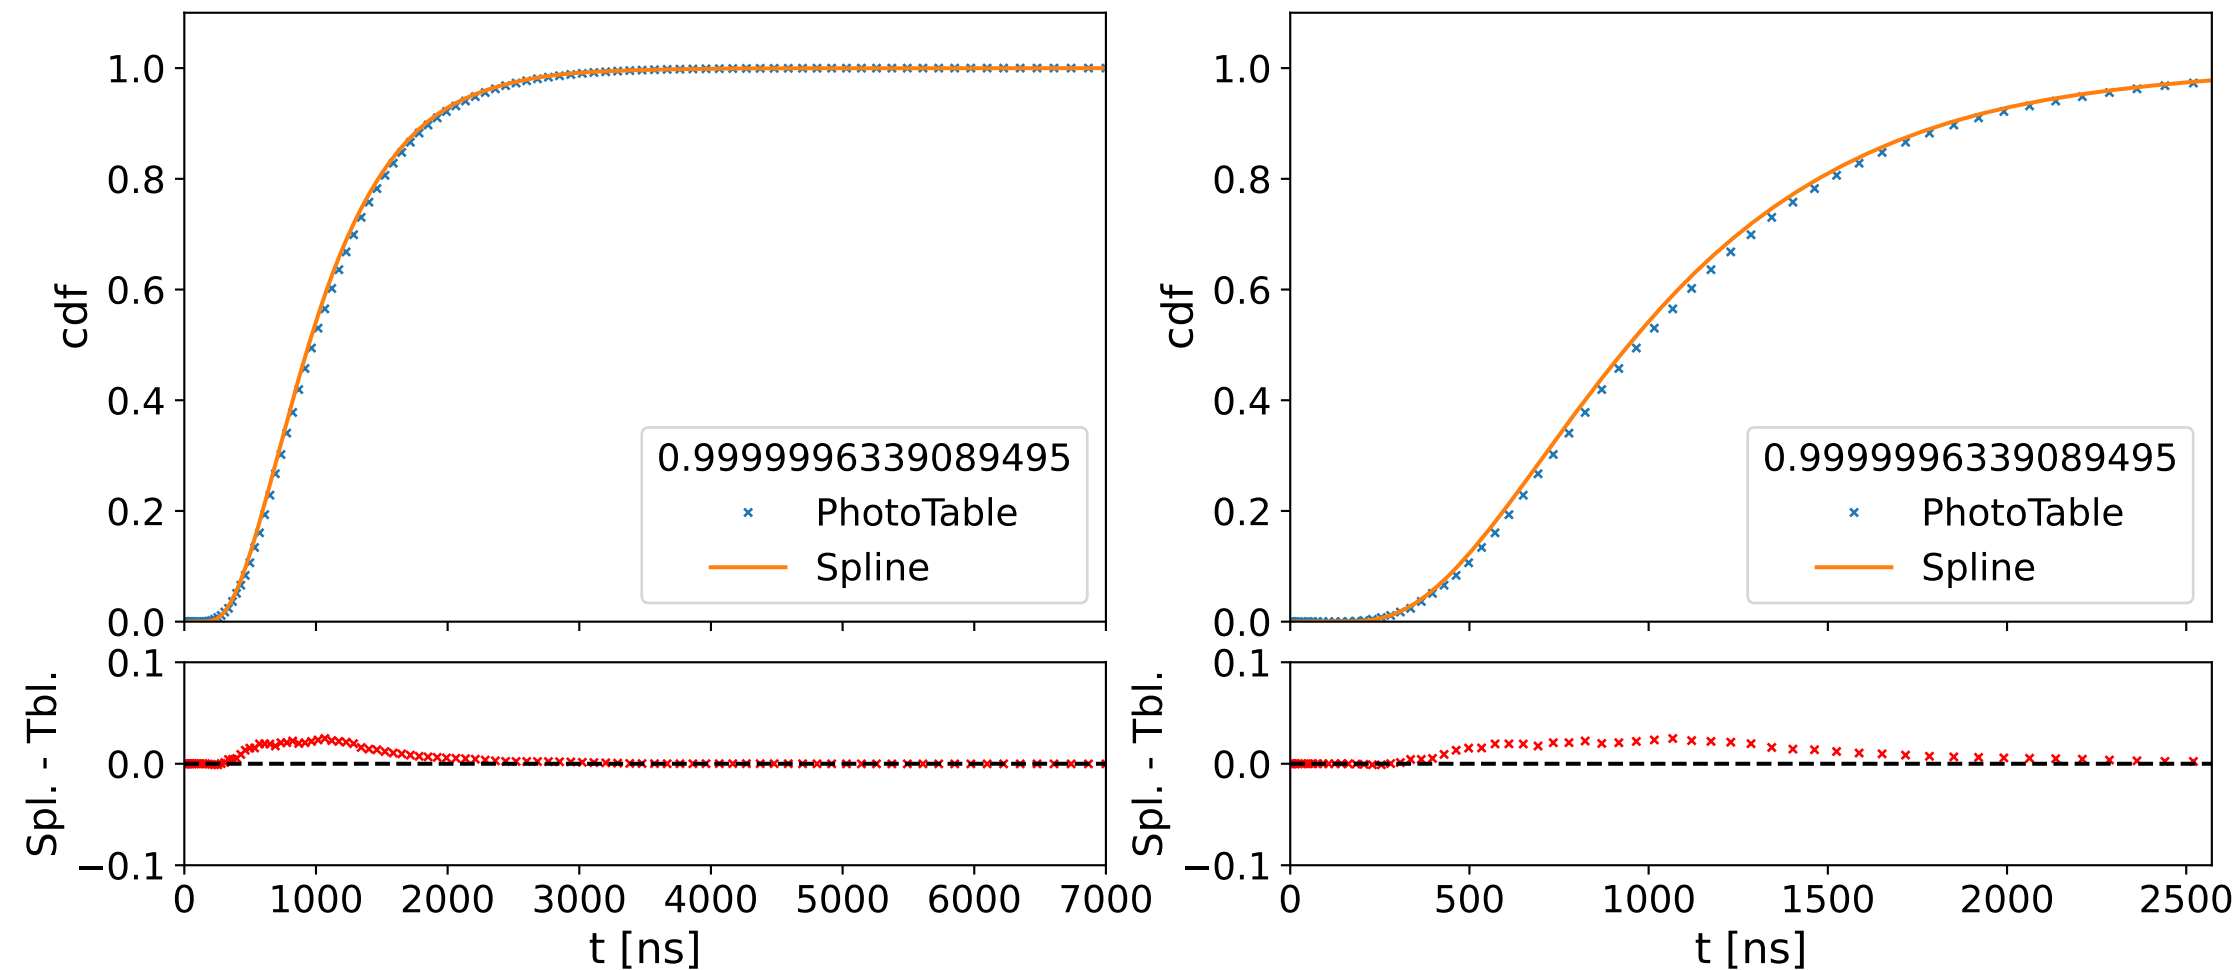 cdf
1.0
0.8
0.6
0.4
0.2
0.0
0.99999996339089495
PhotoTable
Spline
Spl. - Tbl.
0.1
0.0
−0.1
0 1000 2000 3000 4000 5000 6000 7000
t [ns]
cdf
1.0
0.8
0.6
0.4
0.2
0.0
0.99999996339089495
PhotoTable
Spline
Spl. - Tbl.
0.1
0.0
−0.1
0 500 1000 1500 2000 2500
t [ns]